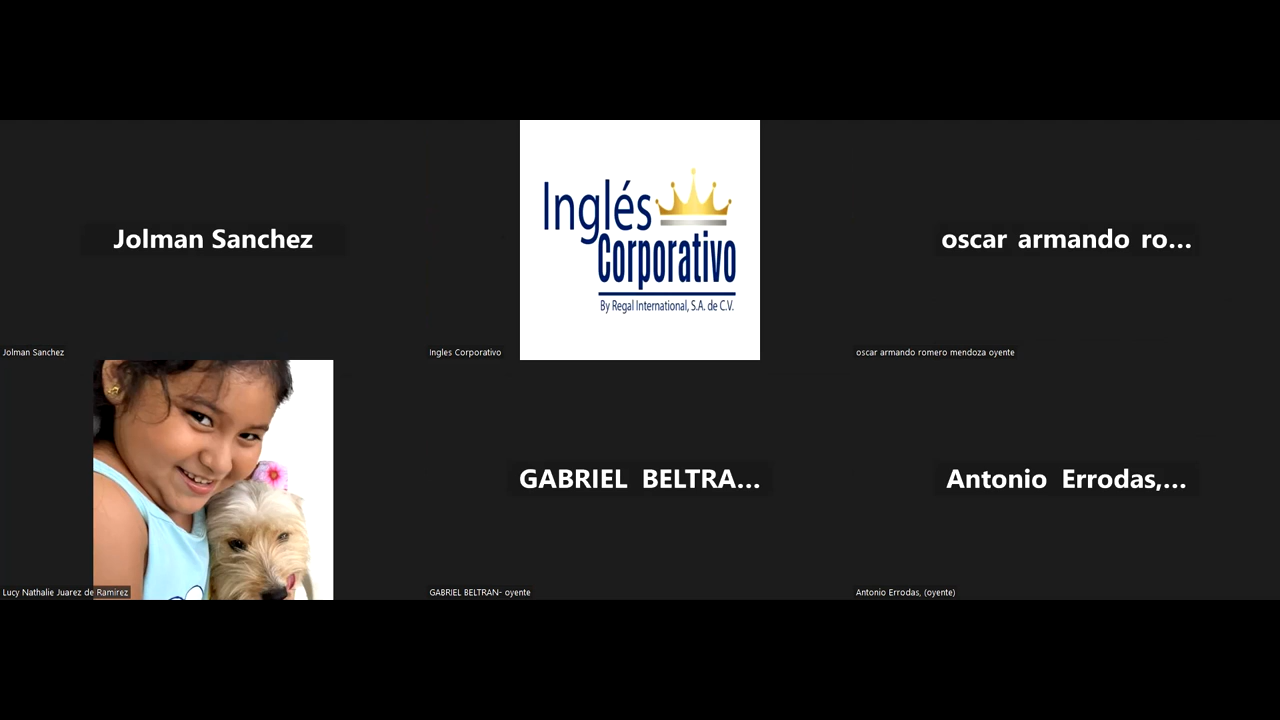 Jolman Sanchez
Jolman Sanchez
Inglés
Corporativo
By Regal International, S.A. de C.V.
Ingles Corporativo
oscar armando ro...
oscar armando romero mendoza oyente
Lucy Nathalie Juarez de Ramirez
GABRIEL BELTRA...
GABRIEL BELTRAN- oyente
Antonio Errodas,...
Antonio Errodas, (oyente)